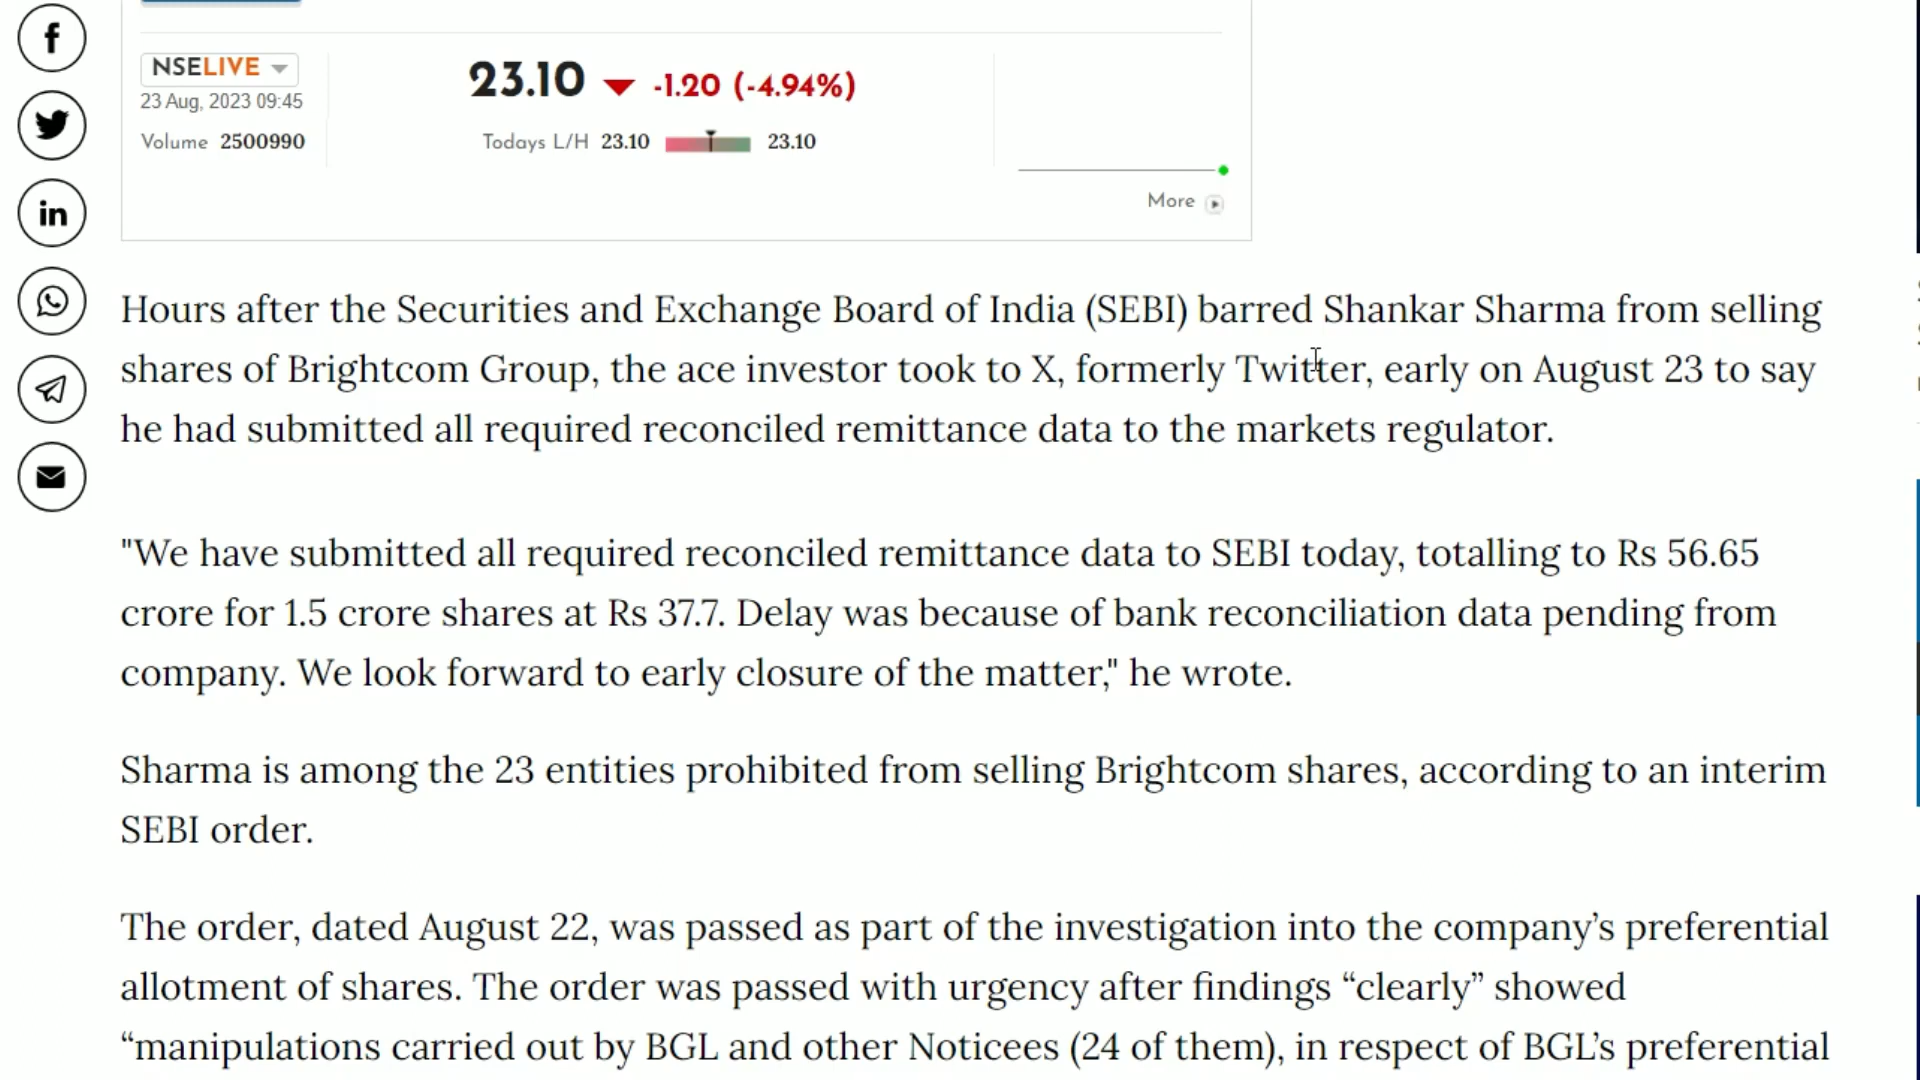 NSELIVE
23.10 -1.20 (-4.94%)
23 Aug, 2023 09:45
Volume 2500990
Todays L/H 23.10 23.10
More
Hours after the Securities and Exchange Board of India (SEBI) barred Shankar Sharma from selling
shares of Brightcom Group, the ace investor took to X, formerly Twitter, early on August 23 to say
he had submitted all required reconciled remittance data to the markets regulator.
"We have submitted all required reconciled remittance data to SEBI today, totalling to Rs 56.65
crore for 1.5 crore shares at Rs 37.7. Delay was because of bank reconciliation data pending from
company. We look forward to early closure of the matter," he wrote.
Sharma is among the 23 entities prohibited from selling Brightcom shares, according to an interim
SEBI order.
The order, dated August 22, was passed as part of the investigation into the company’s preferential
allotment of shares. The order was passed with urgency after findings “clearly” showed
“manipulations carried out by BGL and other Noticees (24 of them), in respect of BGL’s preferential